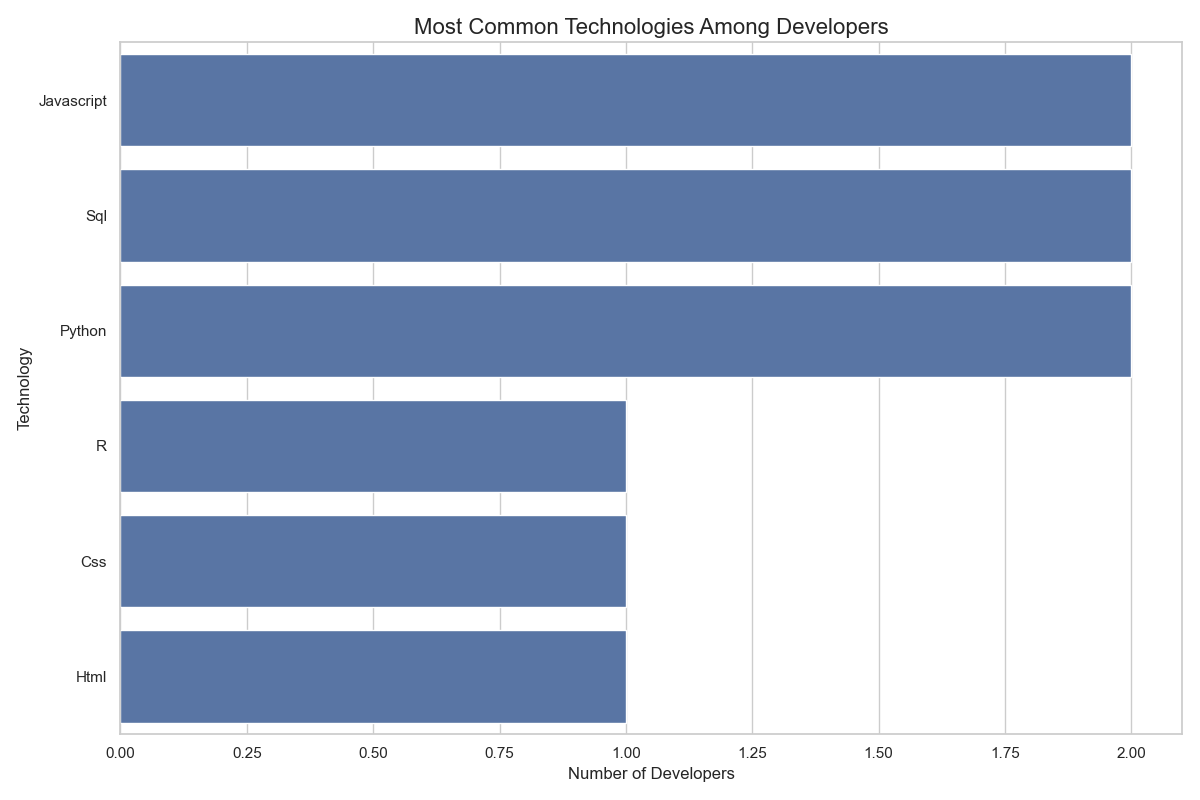 Most Common Technologies Among Developers
Javascript
Sql
Python
R
Css
Html
Technology
0.00 0.25 0.50 0.75 1.00 1.25 1.50 1.75 2.00
Number of Developers